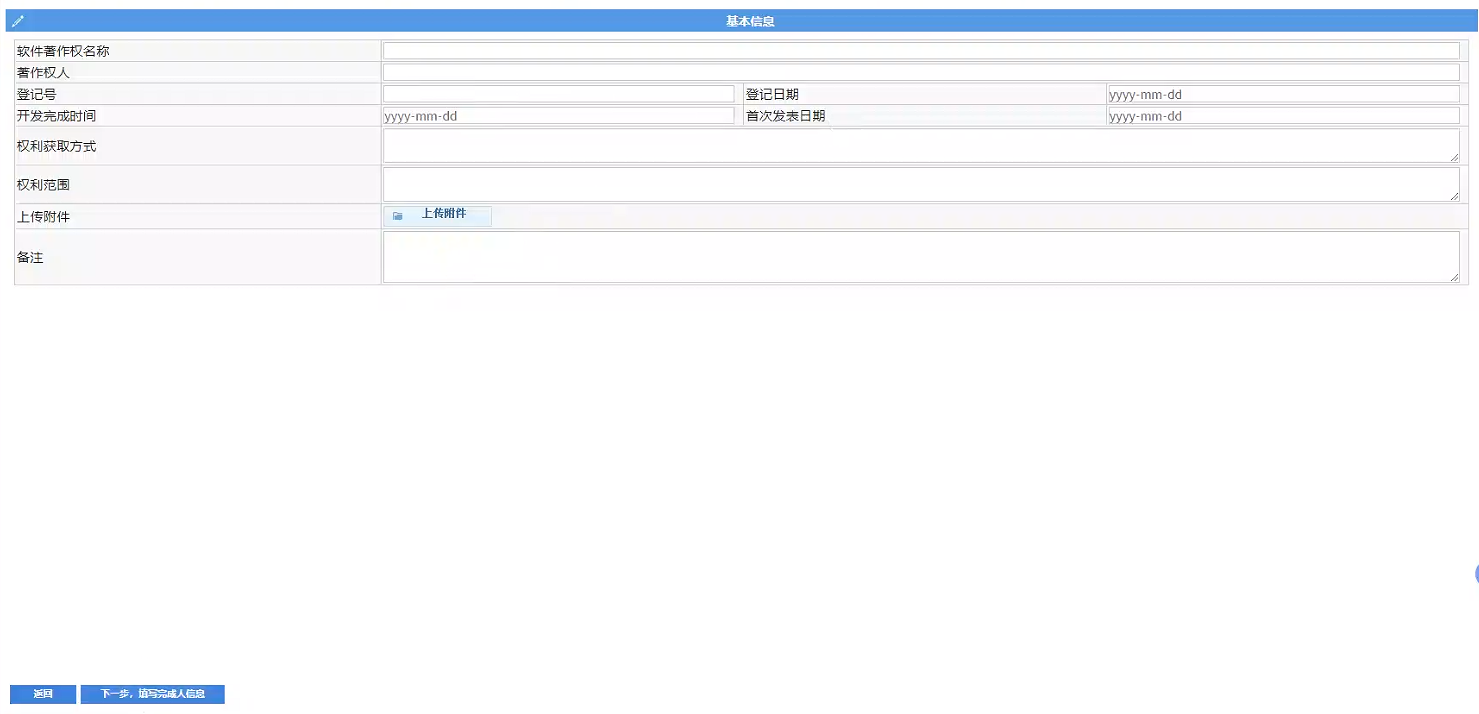 基本信息
软件著作权名称
著作权人
登记号 登记日期 yyyy-mm-dd
开发完成时间 yyyy-mm-dd 首次发表日期 yyyy-mm-dd
权利获取方式
权利范围
上传附件 上传附件
备注
返回 下一步，填写完成人信息